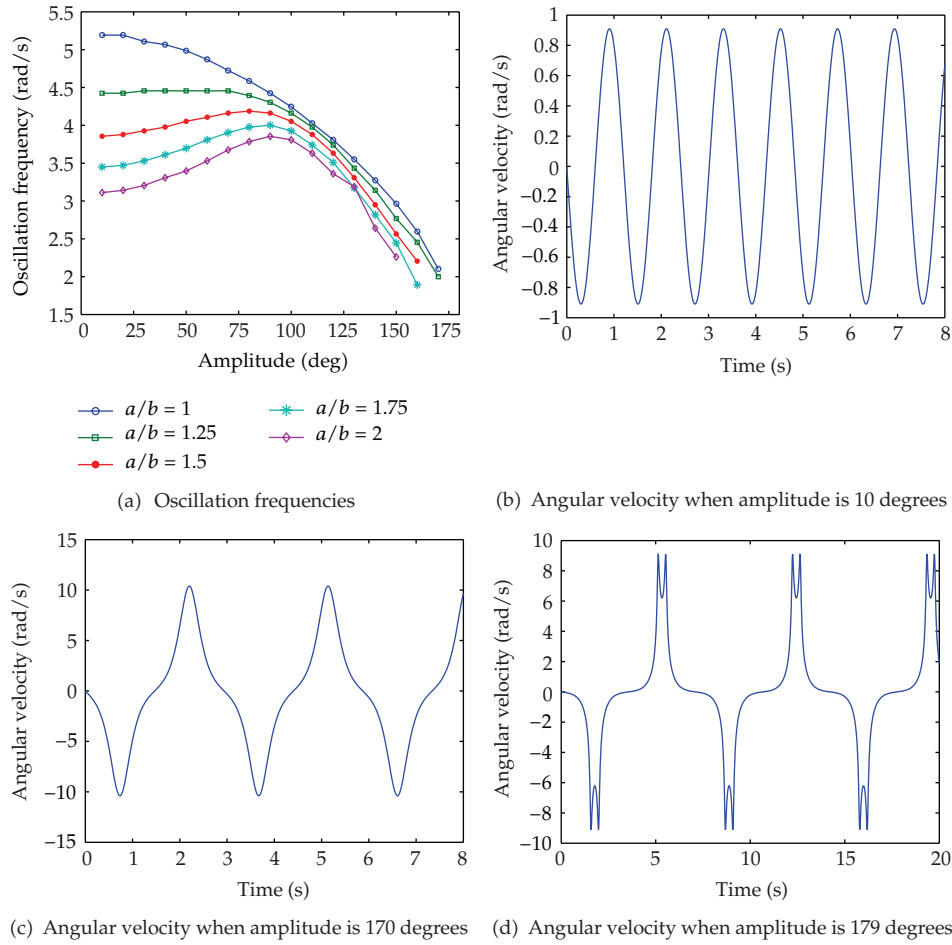 5.5
5
4.5
4
3.5
3
2.5
2
1.5
0 25 50 75 100 125 150 175
Oscillation frequency (rad/s)
Amplitude (deg)
a/b = 1
a/b = 1.25
a/b = 1.5
a/b = 1.75
a/b = 2
(a) Oscillation frequencies
1
0.8
0.6
0.4
0.2
0
−0.2
−0.4
−0.6
−0.8
−1
0 1 2 3 4 5 6 7 8
Angular velocity (rad/s)
Time (s)
(b) Angular velocity when amplitude is 10 degrees
15
10
5
0
−5
−10
−15
0 1 2 3 4 5 6 7 8
Angular velocity (rad/s)
Time (s)
(c) Angular velocity when amplitude is 170 degrees
10
8
6
4
2
0
−2
−4
−6
−8
−10
0 5 10 15 20
Angular velocity (rad/s)
Time (s)
(d) Angular velocity when amplitude is 179 degrees